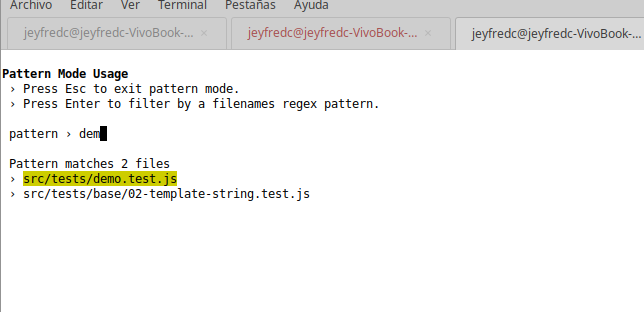 Archivo Editar Ver Terminal Pestañas Ayuda
jeyfredc@jeyfredc-VivoBook-... × jeyfredc@jeyfredc-VivoBook-... × jeyfredc@jeyfredc-VivoBook-...
Pattern Mode Usage
› Press Esc to exit pattern mode.
› Press Enter to filter by a filenames regex pattern.
pattern › dem
Pattern matches 2 files
› src/tests/demo.test.js
› src/tests/base/02-template-string.test.js